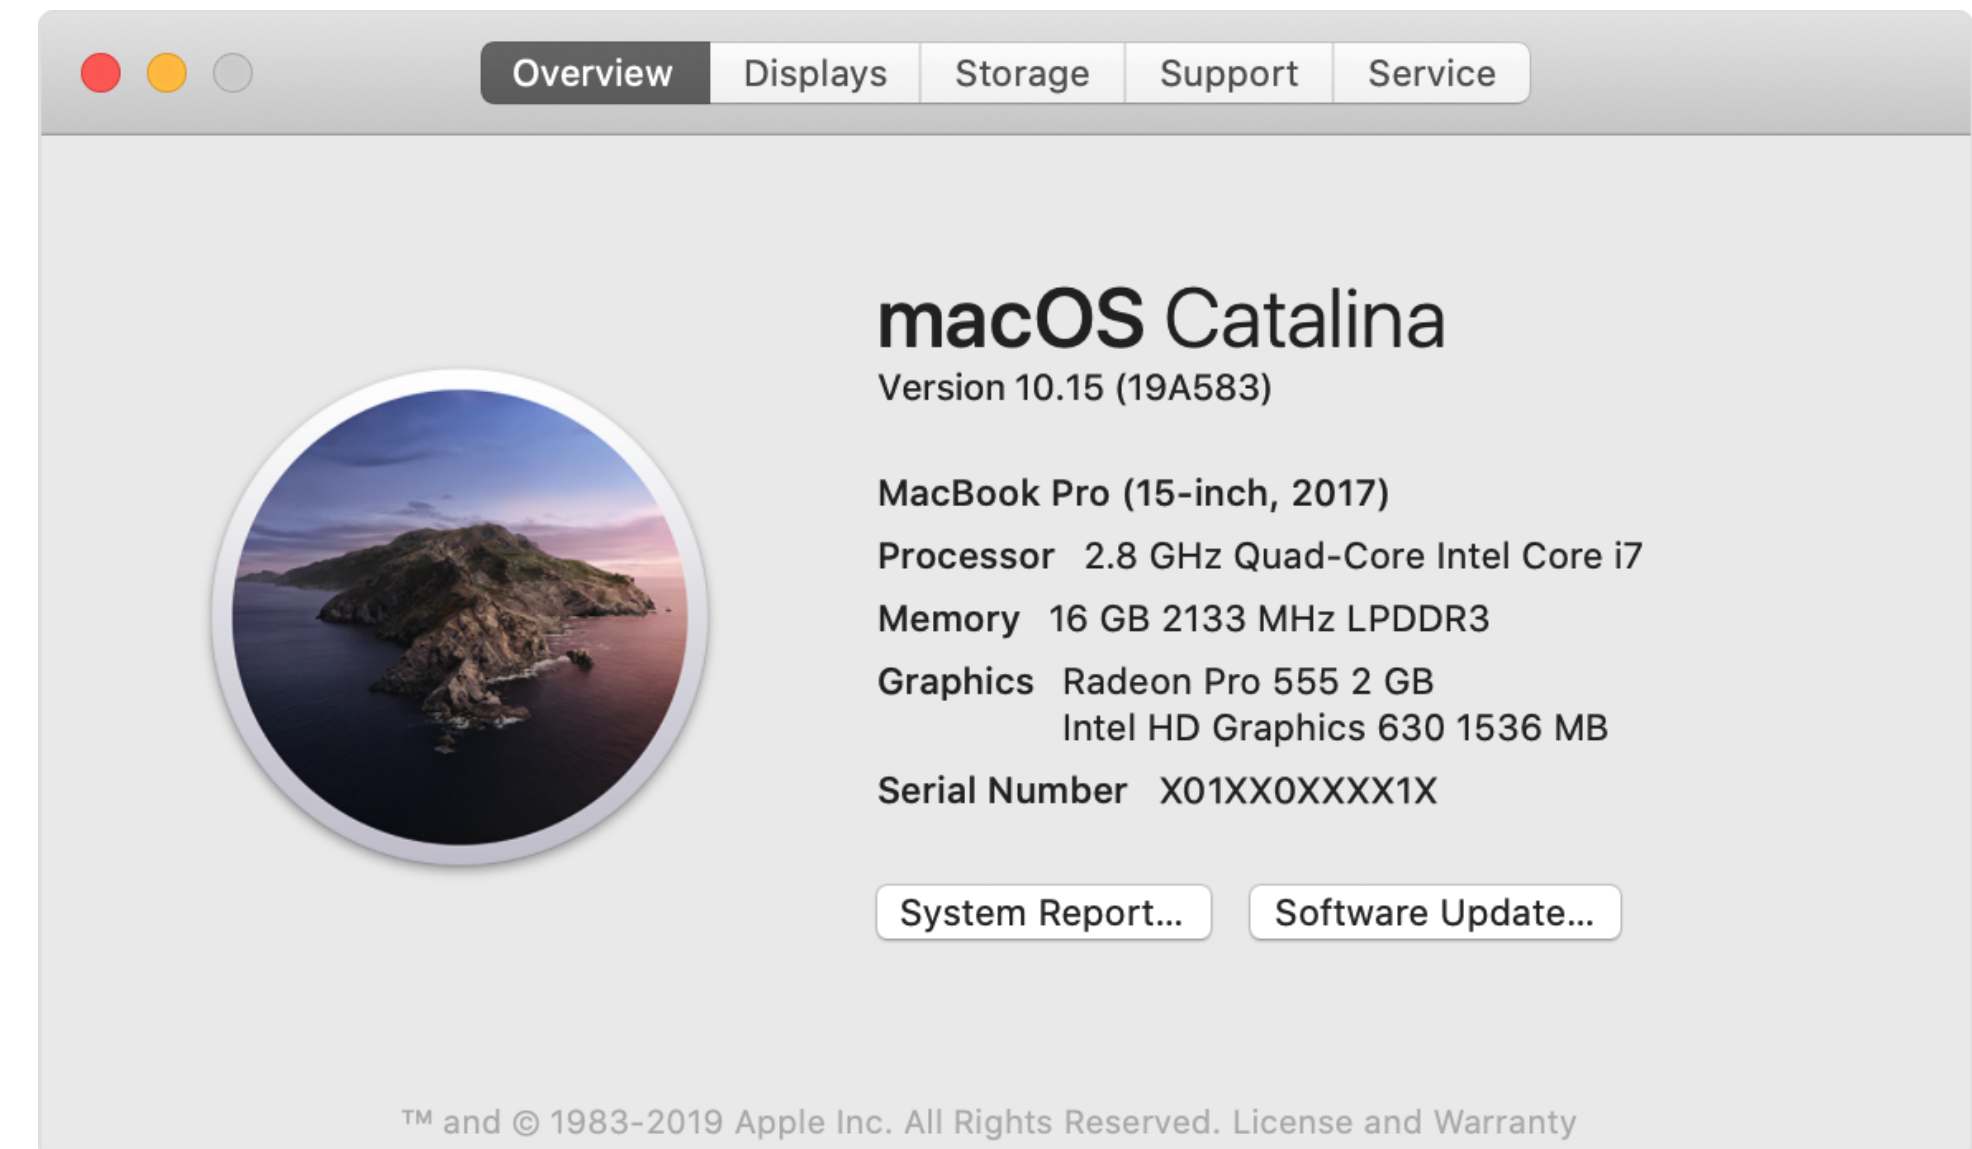 Overview Displays Storage Support Service
macOS Catalina
Version 10.15 (19A583)
MacBook Pro (15-inch, 2017)
Processor 2.8 GHz Quad-Core Intel Core i7
Memory 16 GB 2133 MHz LPDDR3
Graphics Radeon Pro 555 2 GB
Intel HD Graphics 630 1536 MB
Serial Number X01XX0XXXX1X
System Report... Software Update...
™ and © 1983-2019 Apple Inc. All Rights Reserved. License and Warranty